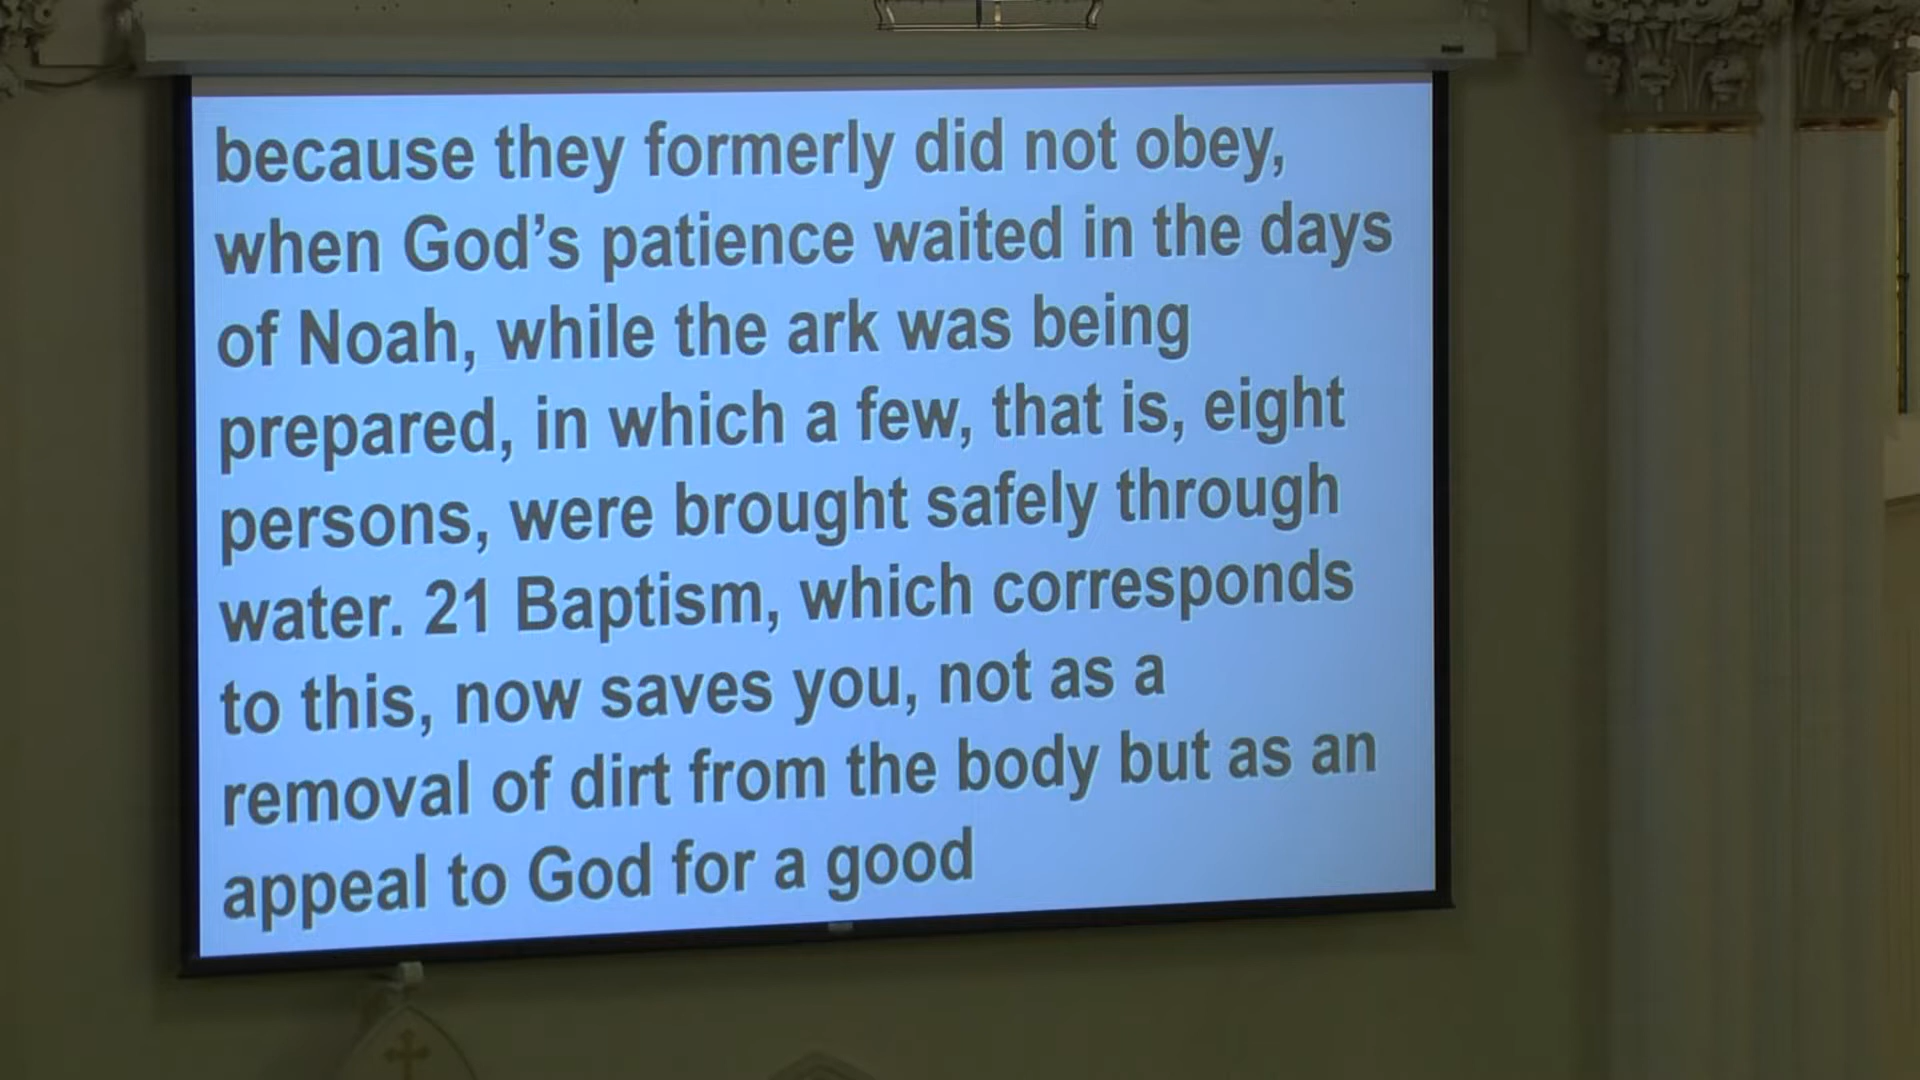 because they formerly did not obey,
when God’s patience waited in the days
of Noah, while the ark was being
prepared, in which a few, that is, eight
persons, were brought safely through
water. 21 Baptism, which corresponds
to this, now saves you, not as a
removal of dirt from the body but as an
appeal to God for a good